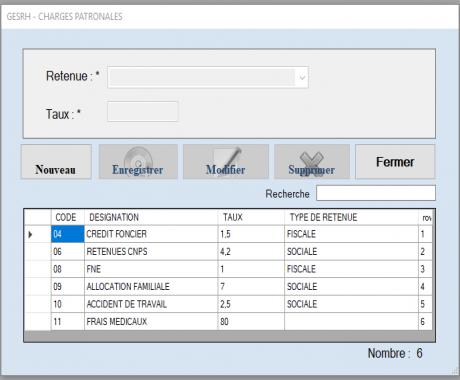 GESRH - CHARGES PATRONALES
Retenue : *
Taux : *
Nouveau Enregistrer Modifier Supprimer Fermer
Recherche
CODE DESIGNATION TAUX TYPE DE RETENUE rov
04 CREDIT FONCIER 1,5 FISCALE 1
06 RETENUES CNPS 4,2 SOCIALE 2
08 FNE 1 FISCALE 3
09 ALLOCATION FAMILIALE 7 SOCIALE 4
10 ACCIDENT DE TRAVAIL 2,5 SOCIALE 5
11 FRAIS MEDICAUX 80 6
Nombre : 6